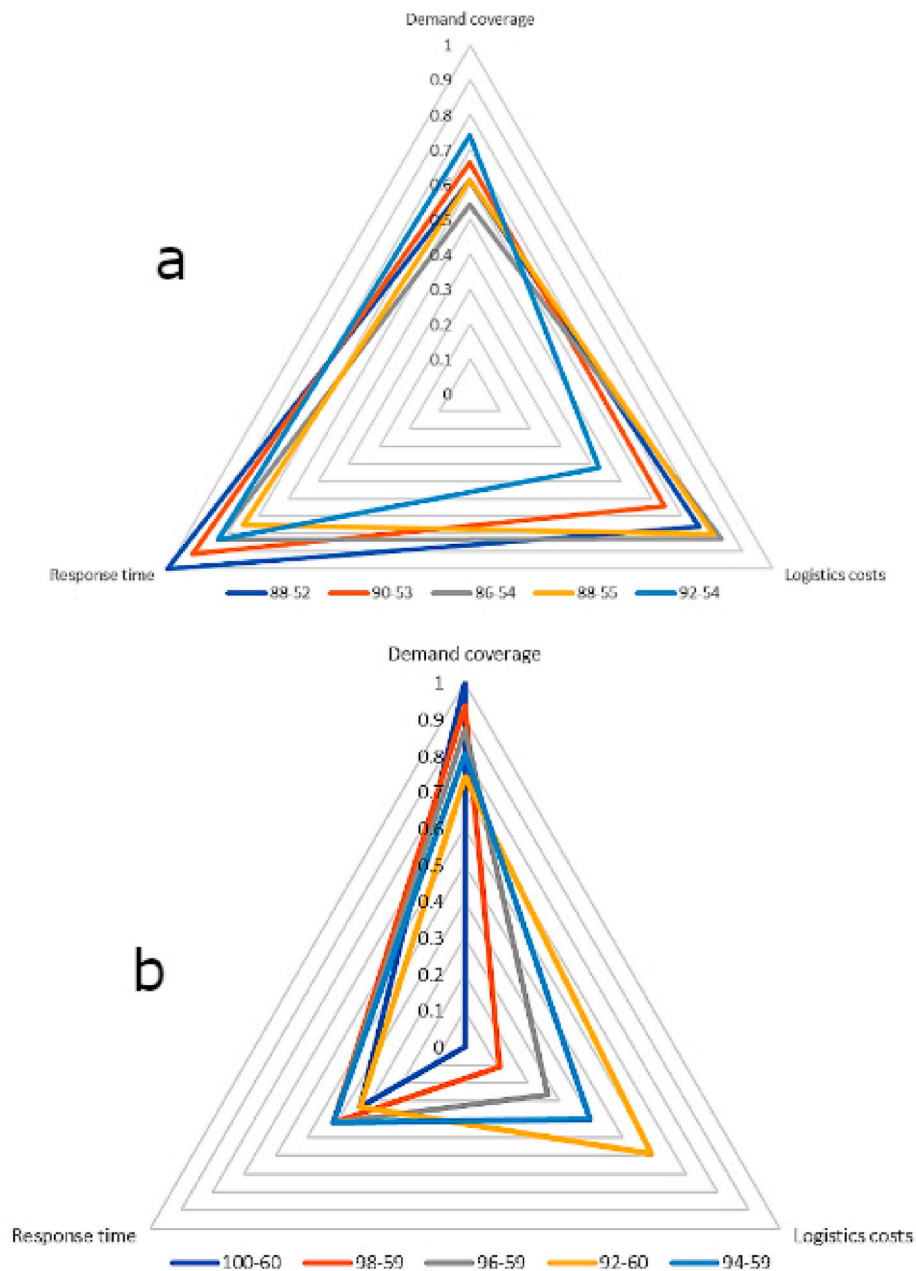 Demand coverage
1
0.9
0.8
0.7
0.6
0.5
0.4
0.3
0.2
0.1
0
a
Response time
Logistics costs
88-52 90-53 86-54 88-55 92-54
Demand coverage
1
0.9
0.8
0.7
0.6
0.5
0.4
0.3
0.2
0.1
0
b
Response time
Logistics costs
100-60 98-59 96-59 92-60 94-59